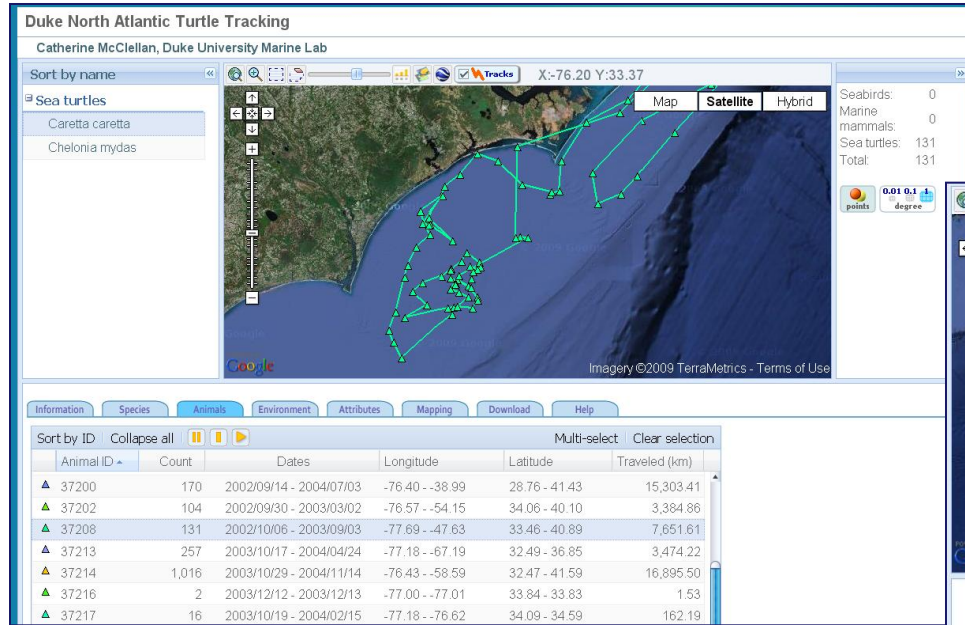 Duke North Atlantic Turtle Tracking
Catherine McClellan, Duke University Marine Lab
Sort by name
Sea turtles
Caretta caretta
Chelonia mydas
Tracks X:-76.20 Y:33.37
Map Satellite Hybrid
Google
Imagery ©2009 TerraMetrics - Terms of Use
Seabirds: 0
Marine mammals: 0
Sea turtles: 131
Total: 131
points
0.01 0.1 1
degree
Information Species Animals Environment Attributes Mapping Download Help
Sort by ID Collapse all Multi-select Clear selection
Animal ID Count Dates Longitude Latitude Traveled (km)
37200 170 2002/09/14 - 2004/07/03 -76.40 - -38.99 28.76 - 41.43 15,303.41
37202 104 2002/09/30 - 2003/03/02 -76.57 - -54.15 34.06 - 40.10 3,384.86
37208 131 2002/10/06 - 2003/09/03 -77.69 - -47.63 33.46 - 40.89 7,651.61
37213 257 2003/10/17 - 2004/04/24 -77.18 - -67.19 32.49 - 36.85 3,474.22
37214 1,016 2003/10/29 - 2004/11/14 -76.43 - -58.59 32.47 - 41.59 16,895.50
37216 2 2003/12/12 - 2003/12/13 -77.00 - -77.01 33.84 - 33.83 1.53
37217 16 2003/10/19 - 2004/02/15 -77.18 - -76.62 34.09 - 34.59 162.19